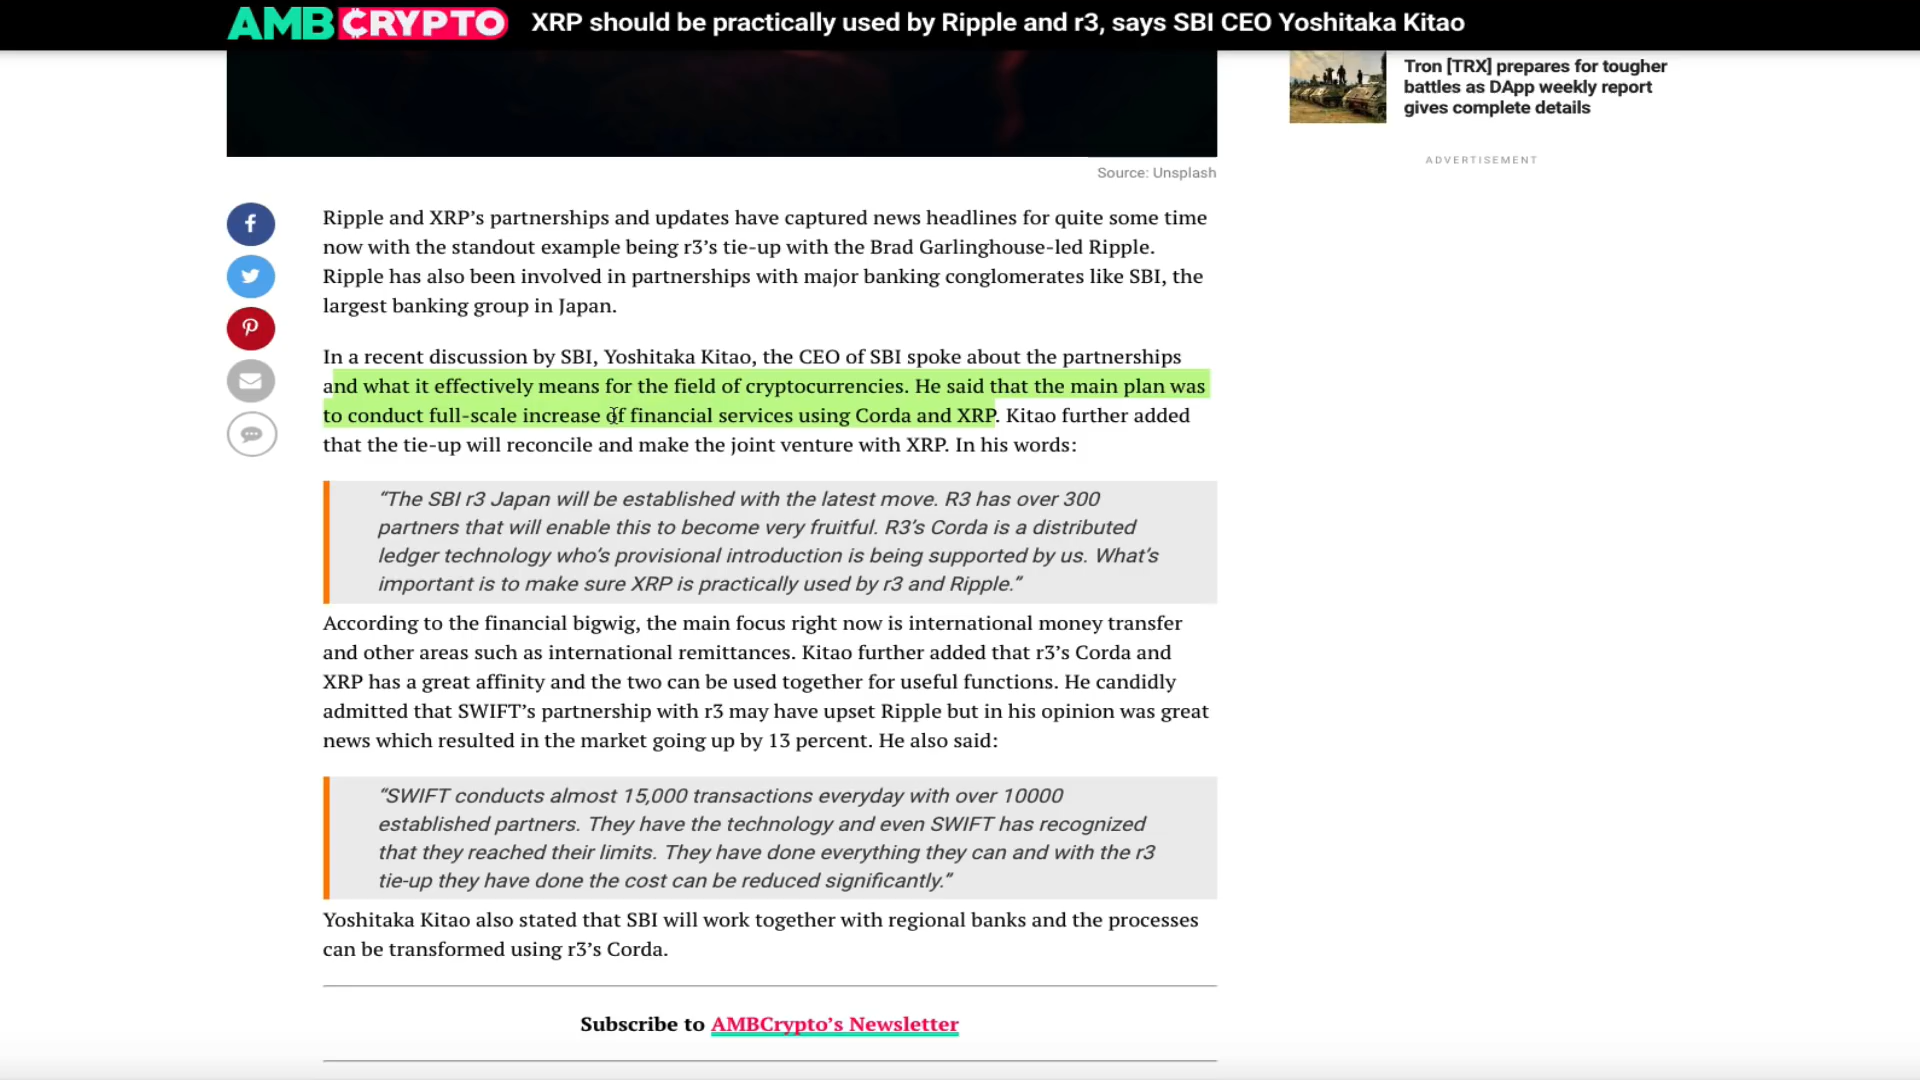 AMBCRYPTO XRP should be practically used by Ripple and r3, says SBI CEO Yoshitaka Kitao
Tron [TRX] prepares for tougher
battles as DApp weekly report
gives complete details
ADVERTISEMENT
Source: Unsplash
Ripple and XRP’s partnerships and updates have captured news headlines for quite some time
now with the standout example being r3’s tie-up with the Brad Garlinghouse-led Ripple.
Ripple has also been involved in partnerships with major banking conglomerates like SBI, the
largest banking group in Japan.
In a recent discussion by SBI, Yoshitaka Kitao, the CEO of SBI spoke about the partnerships
and what it effectively means for the field of cryptocurrencies. He said that the main plan was
to conduct full-scale increase of financial services using Corda and XRP. Kitao further added
that the tie-up will reconcile and make the joint venture with XRP. In his words:
“The SBI r3 Japan will be established with the latest move. R3 has over 300
partners that will enable this to become very fruitful. R3’s Corda is a distributed
ledger technology who’s provisional introduction is being supported by us. What’s
important is to make sure XRP is practically used by r3 and Ripple.”
According to the financial bigwig, the main focus right now is international money transfer
and other areas such as international remittances. Kitao further added that r3’s Corda and
XRP has a great affinity and the two can be used together for useful functions. He candidly
admitted that SWIFT’s partnership with r3 may have upset Ripple but in his opinion was great
news which resulted in the market going up by 13 percent. He also said:
“SWIFT conducts almost 15,000 transactions everyday with over 10000
established partners. They have the technology and even SWIFT has recognized
that they reached their limits. They have done everything they can and with the r3
tie-up they have done the cost can be reduced significantly.”
Yoshitaka Kitao also stated that SBI will work together with regional banks and the processes
can be transformed using r3’s Corda.
Subscribe to AMBCrypto’s Newsletter